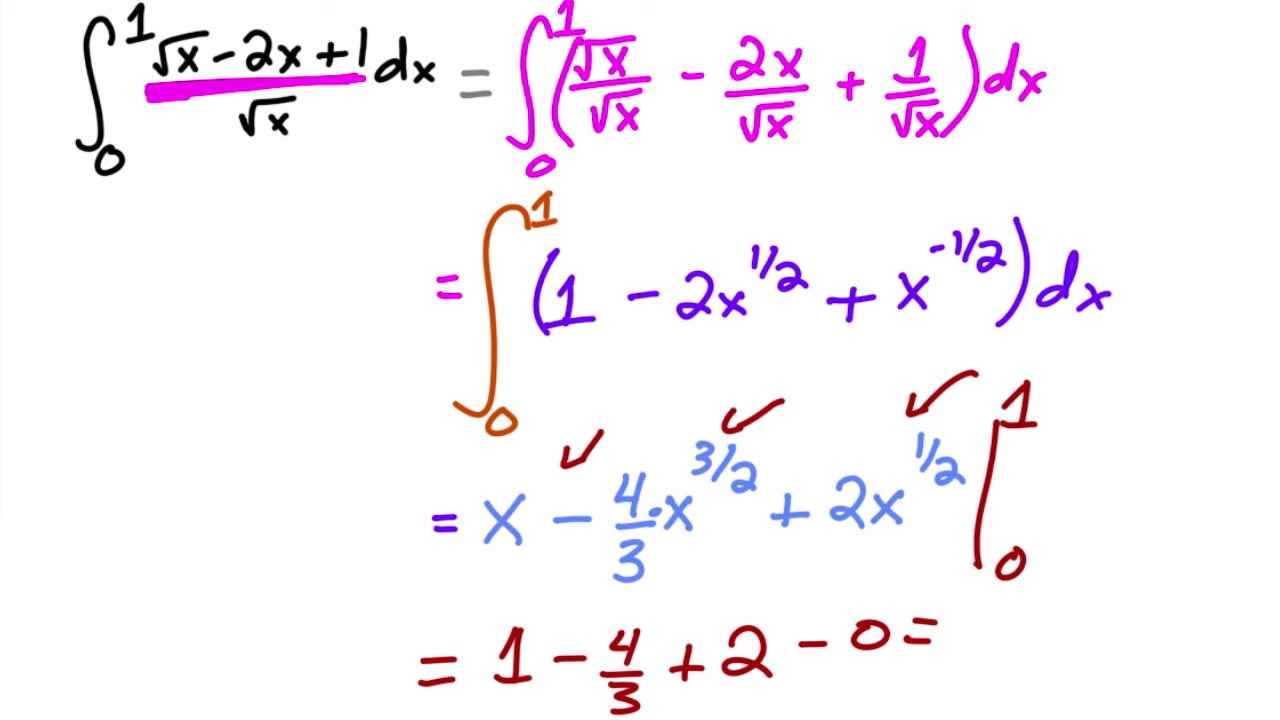 ∫₀¹ (√x − 2x + 1)/√x dx = ∫₀¹ (√x/√x − 2x/√x + 1/√x) dx
= ∫₀¹ (1 − 2x^(1/2) + x^(-1/2)) dx
= x − 4/3·x^(3/2) + 2x^(1/2) |₀¹
= 1 − 4/3 + 2 − 0 =